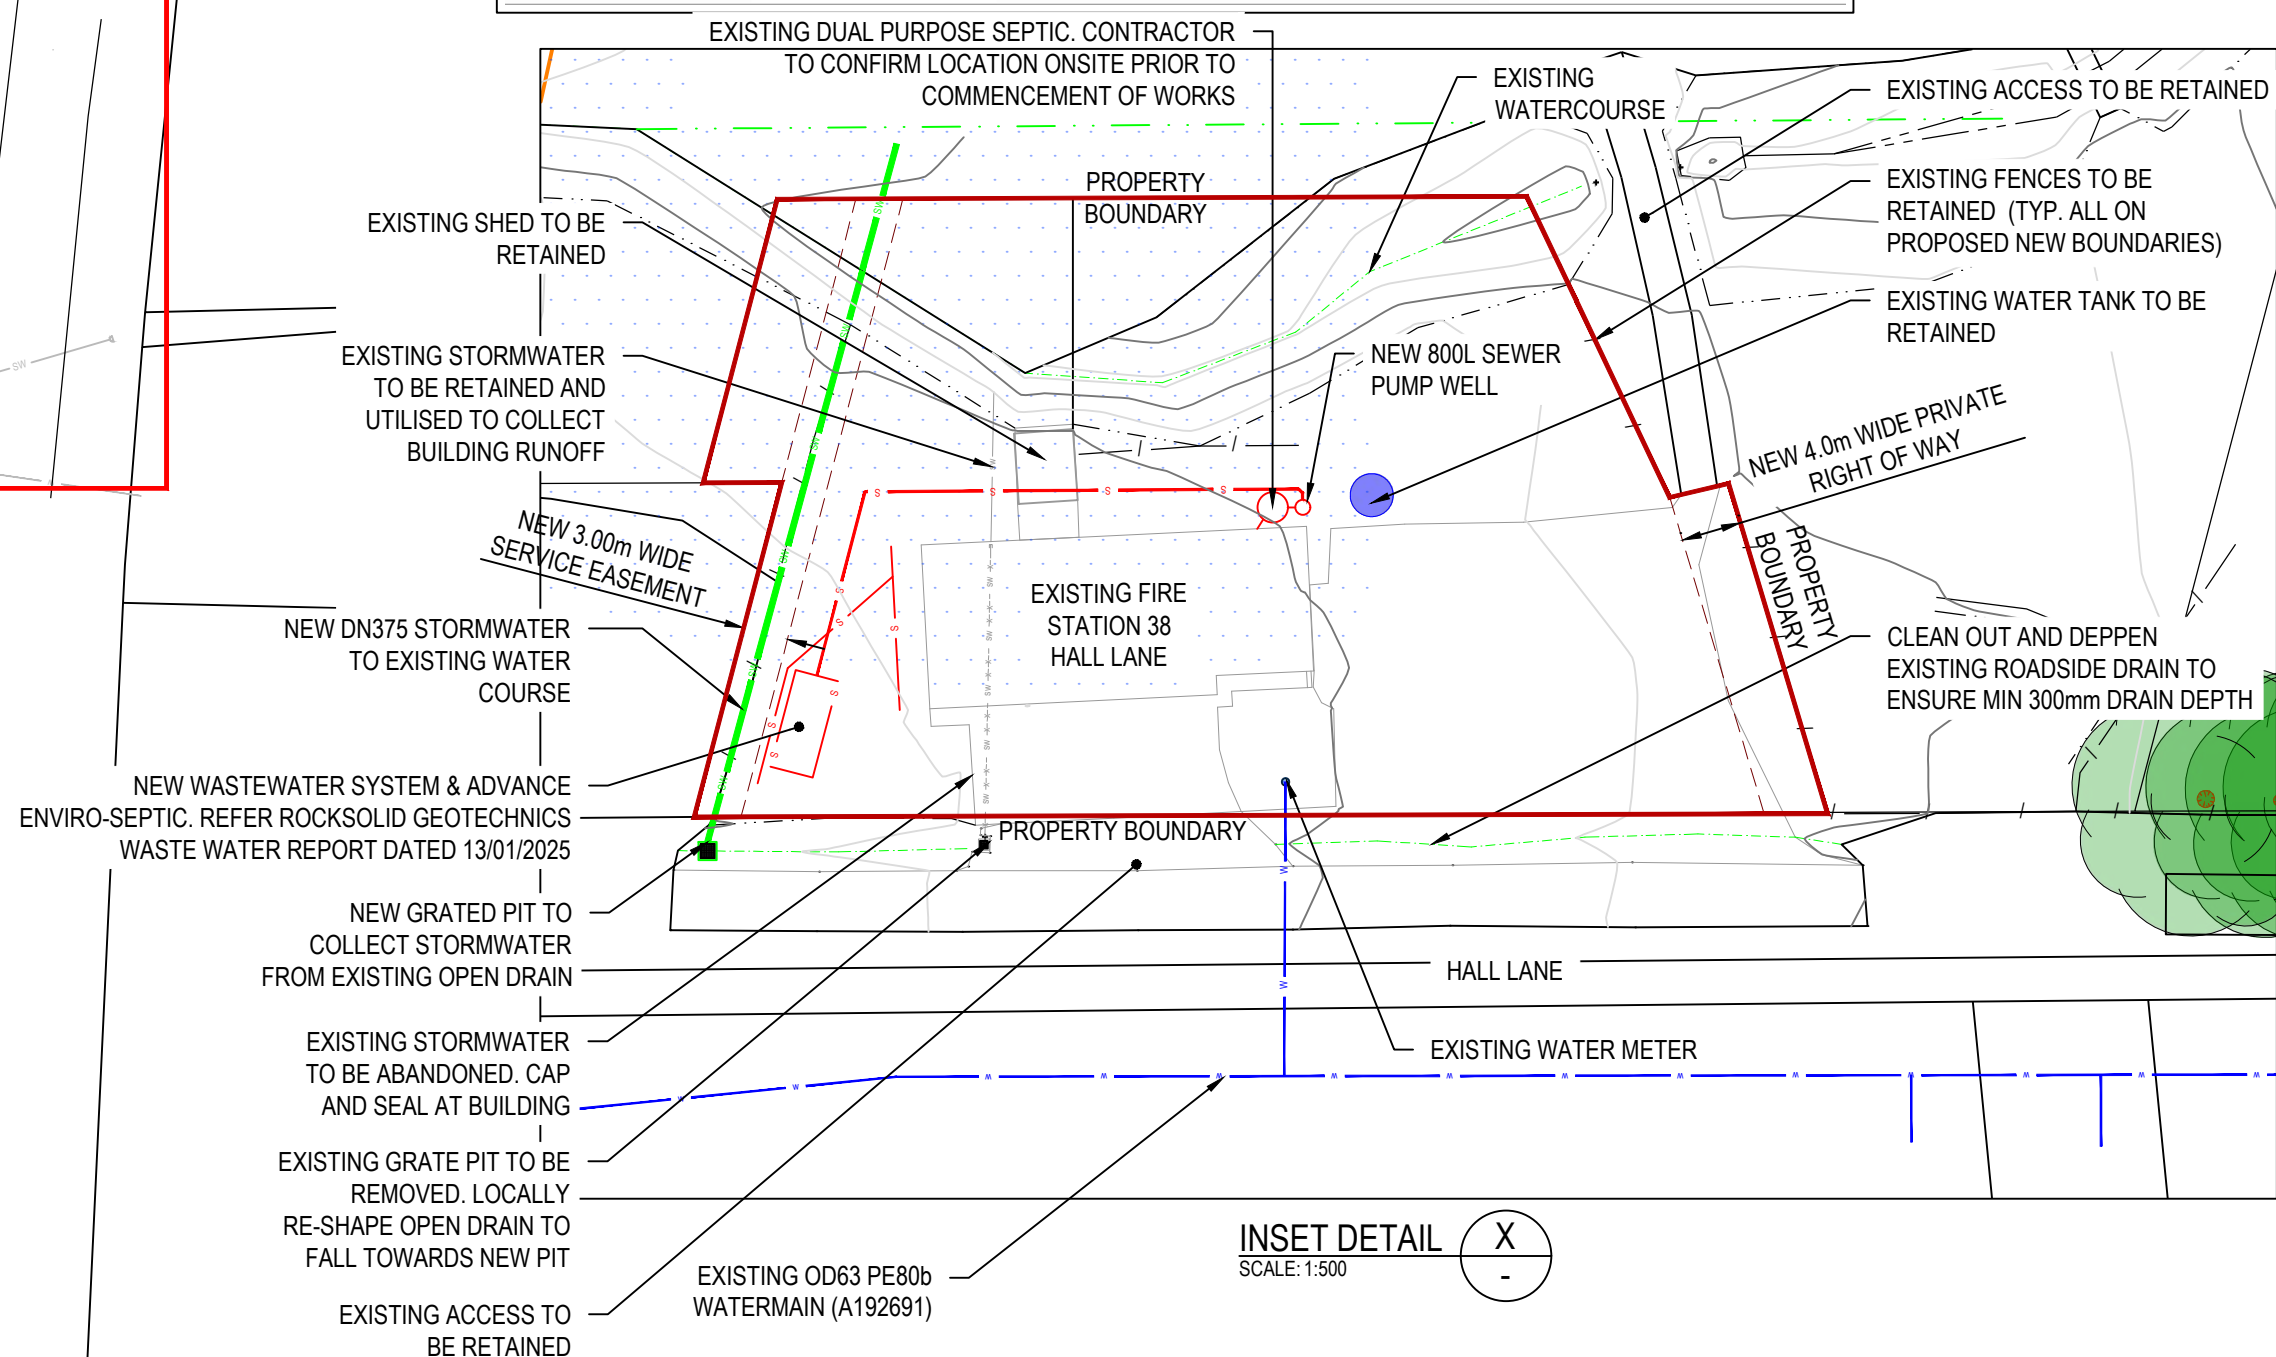 EXISTING DUAL PURPOSE SEPTIC. CONTRACTOR
TO CONFIRM LOCATION ONSITE PRIOR TO
COMMENCEMENT OF WORKS
EXISTING
WATERCOURSE
EXISTING ACCESS TO BE RETAINED
EXISTING FENCES TO BE
RETAINED (TYP. ALL ON
PROPOSED NEW BOUNDARIES)
EXISTING WATER TANK TO BE
RETAINED
PROPERTY
BOUNDARY
EXISTING SHED TO BE
RETAINED
EXISTING STORMWATER
TO BE RETAINED AND
UTILISED TO COLLECT
BUILDING RUNOFF
NEW 800L SEWER
PUMP WELL
NEW 4.0m WIDE PRIVATE
RIGHT OF WAY
NEW 3.00m WIDE
SERVICE EASEMENT
PROPERTY
BOUNDARY
EXISTING FIRE
STATION 38
HALL LANE
NEW DN375 STORMWATER
TO EXISTING WATER
COURSE
CLEAN OUT AND DEPPEN
EXISTING ROADSIDE DRAIN TO
ENSURE MIN 300mm DRAIN DEPTH
NEW WASTEWATER SYSTEM & ADVANCE
ENVIRO-SEPTIC. REFER ROCKSOLID GEOTECHNICS
WASTE WATER REPORT DATED 13/01/2025
PROPERTY BOUNDARY
NEW GRATED PIT TO
COLLECT STORMWATER
FROM EXISTING OPEN DRAIN
HALL LANE
EXISTING STORMWATER
TO BE ABANDONED. CAP
AND SEAL AT BUILDING
EXISTING WATER METER
EXISTING GRATE PIT TO BE
REMOVED. LOCALLY
RE-SHAPE OPEN DRAIN TO
FALL TOWARDS NEW PIT
EXISTING OD63 PE80b
WATERMAIN (A192691)
EXISTING ACCESS TO
BE RETAINED
INSET DETAIL
SCALE: 1:500
X
-